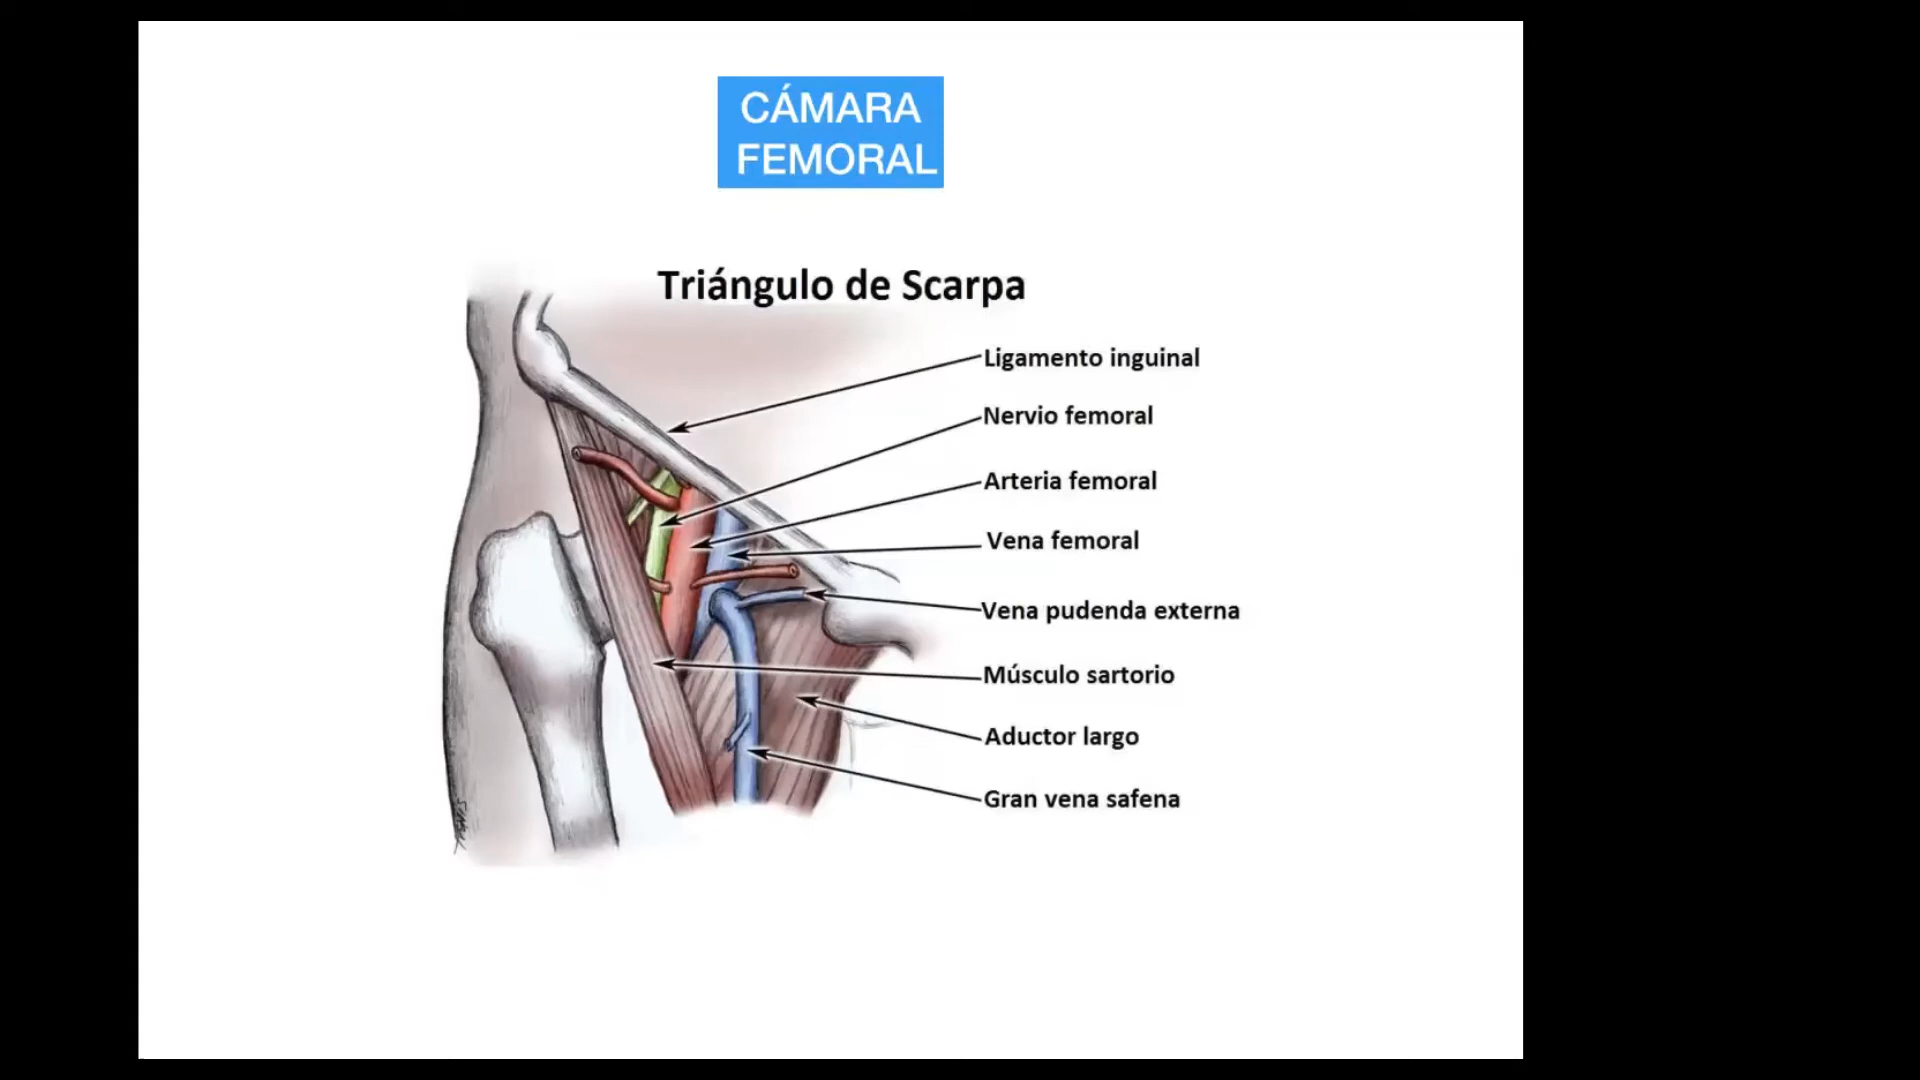 CÁMARA
FEMORAL
Triángulo de Scarpa
Ligamento inguinal
Nervio femoral
Arteria femoral
Vena femoral
Vena pudenda externa
Músculo sartorio
Aductor largo
Gran vena safena